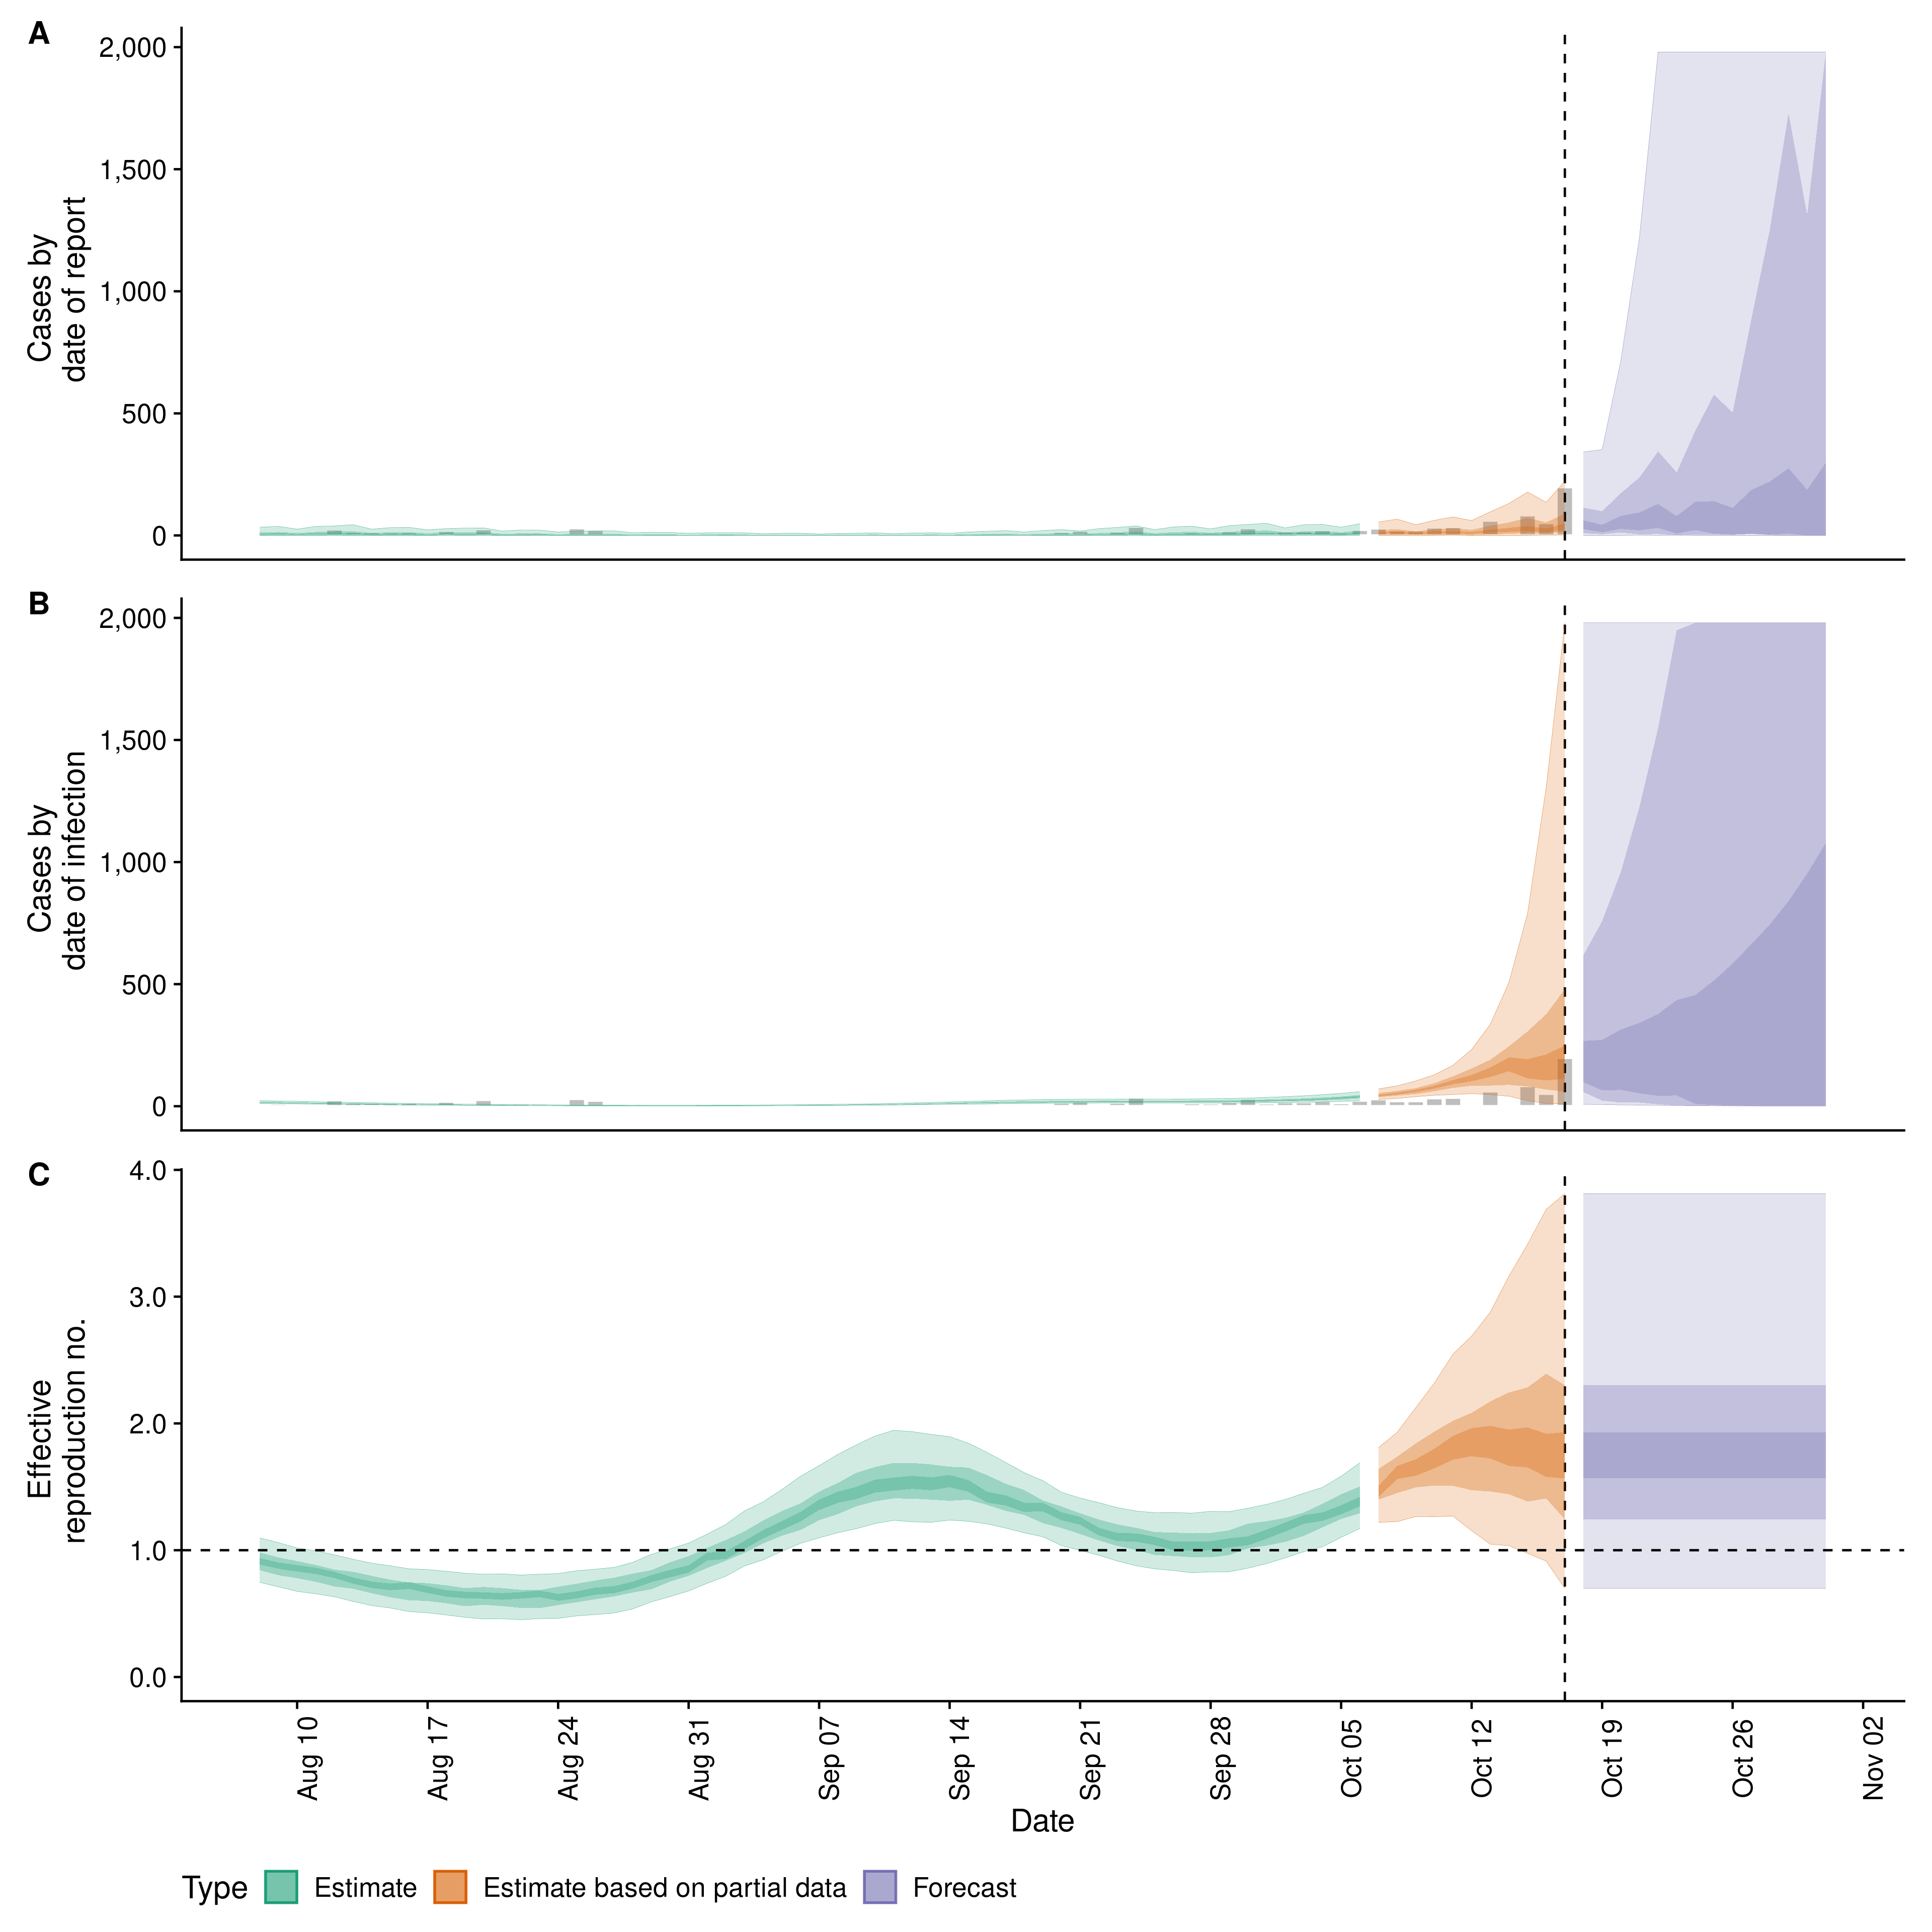 A
2,000
1,500
1,000
500
0
Cases by
date of report
B
2,000
1,500
1,000
500
0
Cases by
date of infection
C
4.0
3.0
2.0
1.0
0.0
Effective
reproduction no.
Aug 10
Aug 17
Aug 24
Aug 31
Sep 07
Sep 14
Sep 21
Sep 28
Oct 05
Oct 12
Oct 19
Oct 26
Nov 02
Date
Type Estimate Estimate based on partial data Forecast